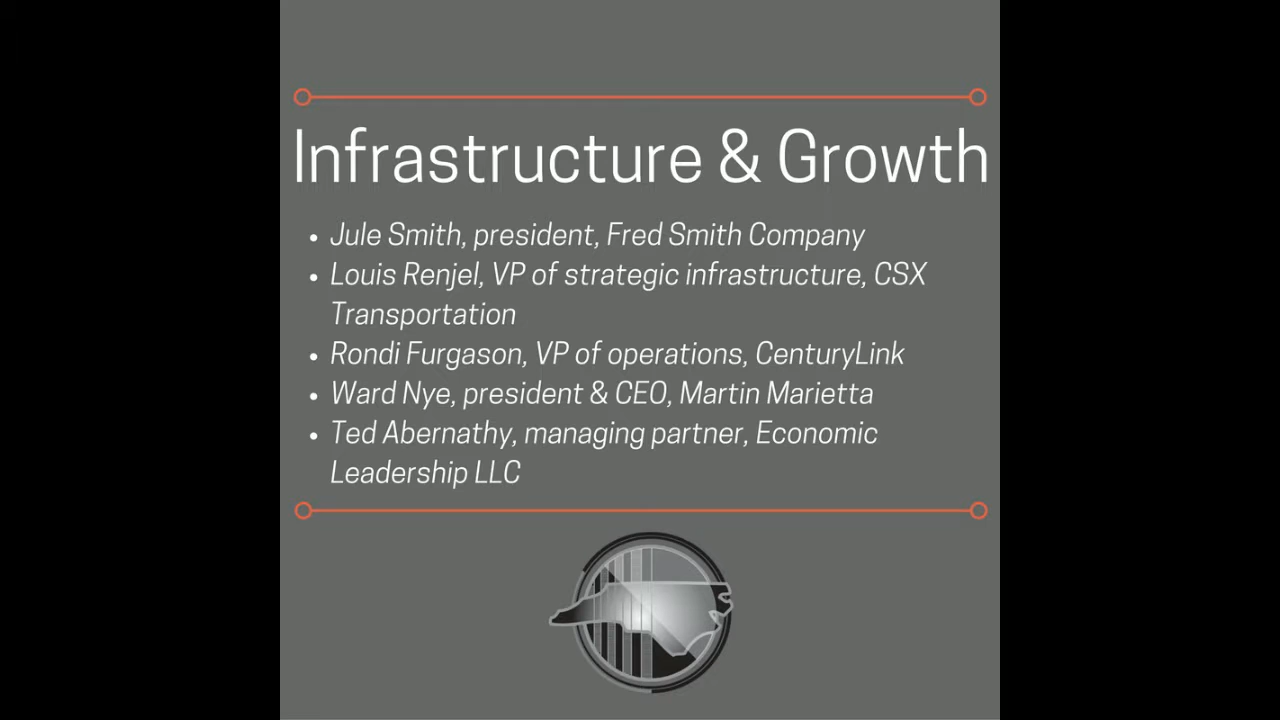 Infrastructure & Growth
• Jule Smith, president, Fred Smith Company
• Louis Renjel, VP of strategic infrastructure, CSX
Transportation
• Rondi Furgason, VP of operations, CenturyLink
• Ward Nye, president & CEO, Martin Marietta
• Ted Abernathy, managing partner, Economic
Leadership LLC